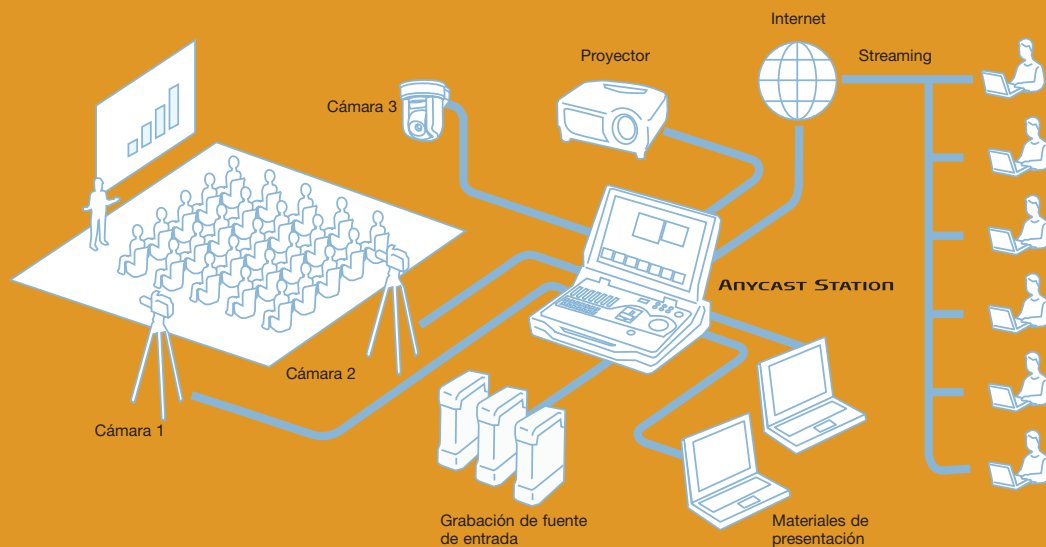 Internet
Proyector
Streaming
Cámara 3
ANYCAST STATION
Cámara 2
Cámara 1
Grabación de fuente
de entrada
Materiales de
presentación